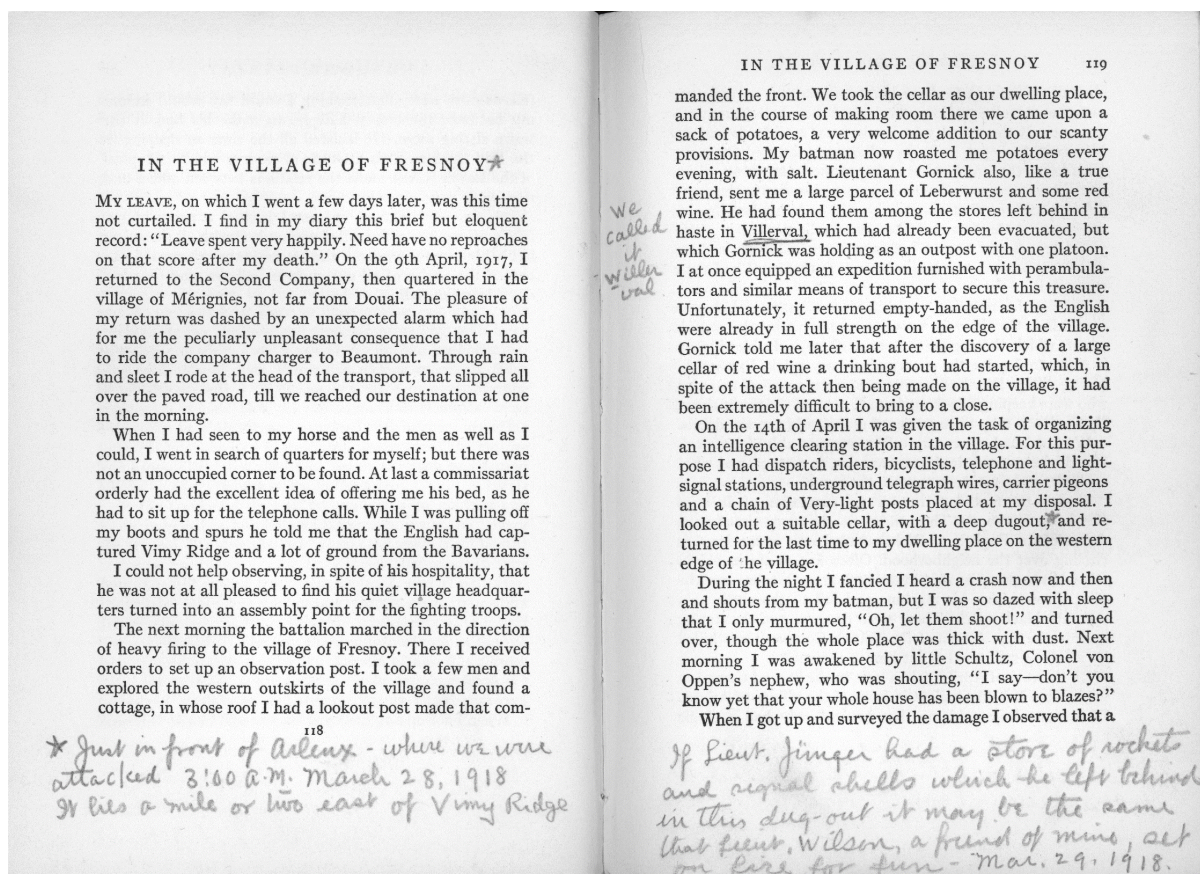 IN THE VILLAGE OF FRESNOY*
MY LEAVE, on which I went a few days later, was this time
not curtailed. I find in my diary this brief but eloquent
record: “Leave spent very happily. Need have no reproaches
on that score after my death.” On the 9th April, 1917, I
returned to the Second Company, then quartered in the
village of Mérignies, not far from Douai. The pleasure of
my return was dashed by an unexpected alarm which had
for me the peculiarly unpleasant consequence that I had
to ride the company charger to Beaumont. Through rain
and sleet I rode at the head of the transport, that slipped all
over the paved road, till we reached our destination at one
in the morning.
When I had seen to my horse and the men as well as I
could, I went in search of quarters for myself; but there was
not an unoccupied corner to be found. At last a commissariat
orderly had the excellent idea of offering me his bed, as he
had to sit up for the telephone calls. While I was pulling off
my boots and spurs he told me that the English had cap-
tured Vimy Ridge and a lot of ground from the Bavarians.
I could not help observing, in spite of his hospitality, that
he was not at all pleased to find his quiet village headquar-
ters turned into an assembly point for the fighting troops.
The next morning the battalion marched in the direction
of heavy firing to the village of Fresnoy. There I received
orders to set up an observation post. I took a few men and
explored the western outskirts of the village and found a
cottage, in whose roof I had a lookout post made that com-
118
* Just in front of Arleux - where we were
attacked 3:00 A.M. March 28, 1918
It lies a mile or two east of Vimy Ridge
IN THE VILLAGE OF FRESNOY 119
manded the front. We took the cellar as our dwelling place,
and in the course of making room there we came upon a
sack of potatoes, a very welcome addition to our scanty
provisions. My batman now roasted me potatoes every
evening, with salt. Lieutenant Gornick also, like a true
friend, sent me a large parcel of Leberwurst and some red
wine. He had found them among the stores left behind in
haste in Villerval, which had already been evacuated, but
which Gornick was holding as an outpost with one platoon.
I at once equipped an expedition furnished with perambula-
tors and similar means of transport to secure this treasure.
Unfortunately, it returned empty-handed, as the English
were already in full strength on the edge of the village.
Gornick told me later that after the discovery of a large
cellar of red wine a drinking bout had started, which, in
spite of the attack then being made on the village, it had
been extremely difficult to bring to a close.
On the 14th of April I was given the task of organizing
an intelligence clearing station in the village. For this pur-
pose I had dispatch riders, bicyclists, telephone and light-
signal stations, underground telegraph wires, carrier pigeons
and a chain of Very-light posts placed at my disposal. I
looked out a suitable cellar, with a deep dugout,* and re-
turned for the last time to my dwelling place on the western
edge of the village.
During the night I fancied I heard a crash now and then
and shouts from my batman, but I was so dazed with sleep
that I only murmured, “Oh, let them shoot!” and turned
over, though the whole place was thick with dust. Next
morning I was awakened by little Schultz, Colonel von
Oppen's nephew, who was shouting, “I say—don't you
know yet that your whole house has been blown to blazes?”
When I got up and surveyed the damage I observed that a
we
called
it
- Willer
-val
If Lieut. Jünger had a store of rockets
and signal shells which he left behind
in this dug-out it may be the same
that Lieut. Wilson, a friend of mine, set
on fire for fun - Mar. 29, 1918.